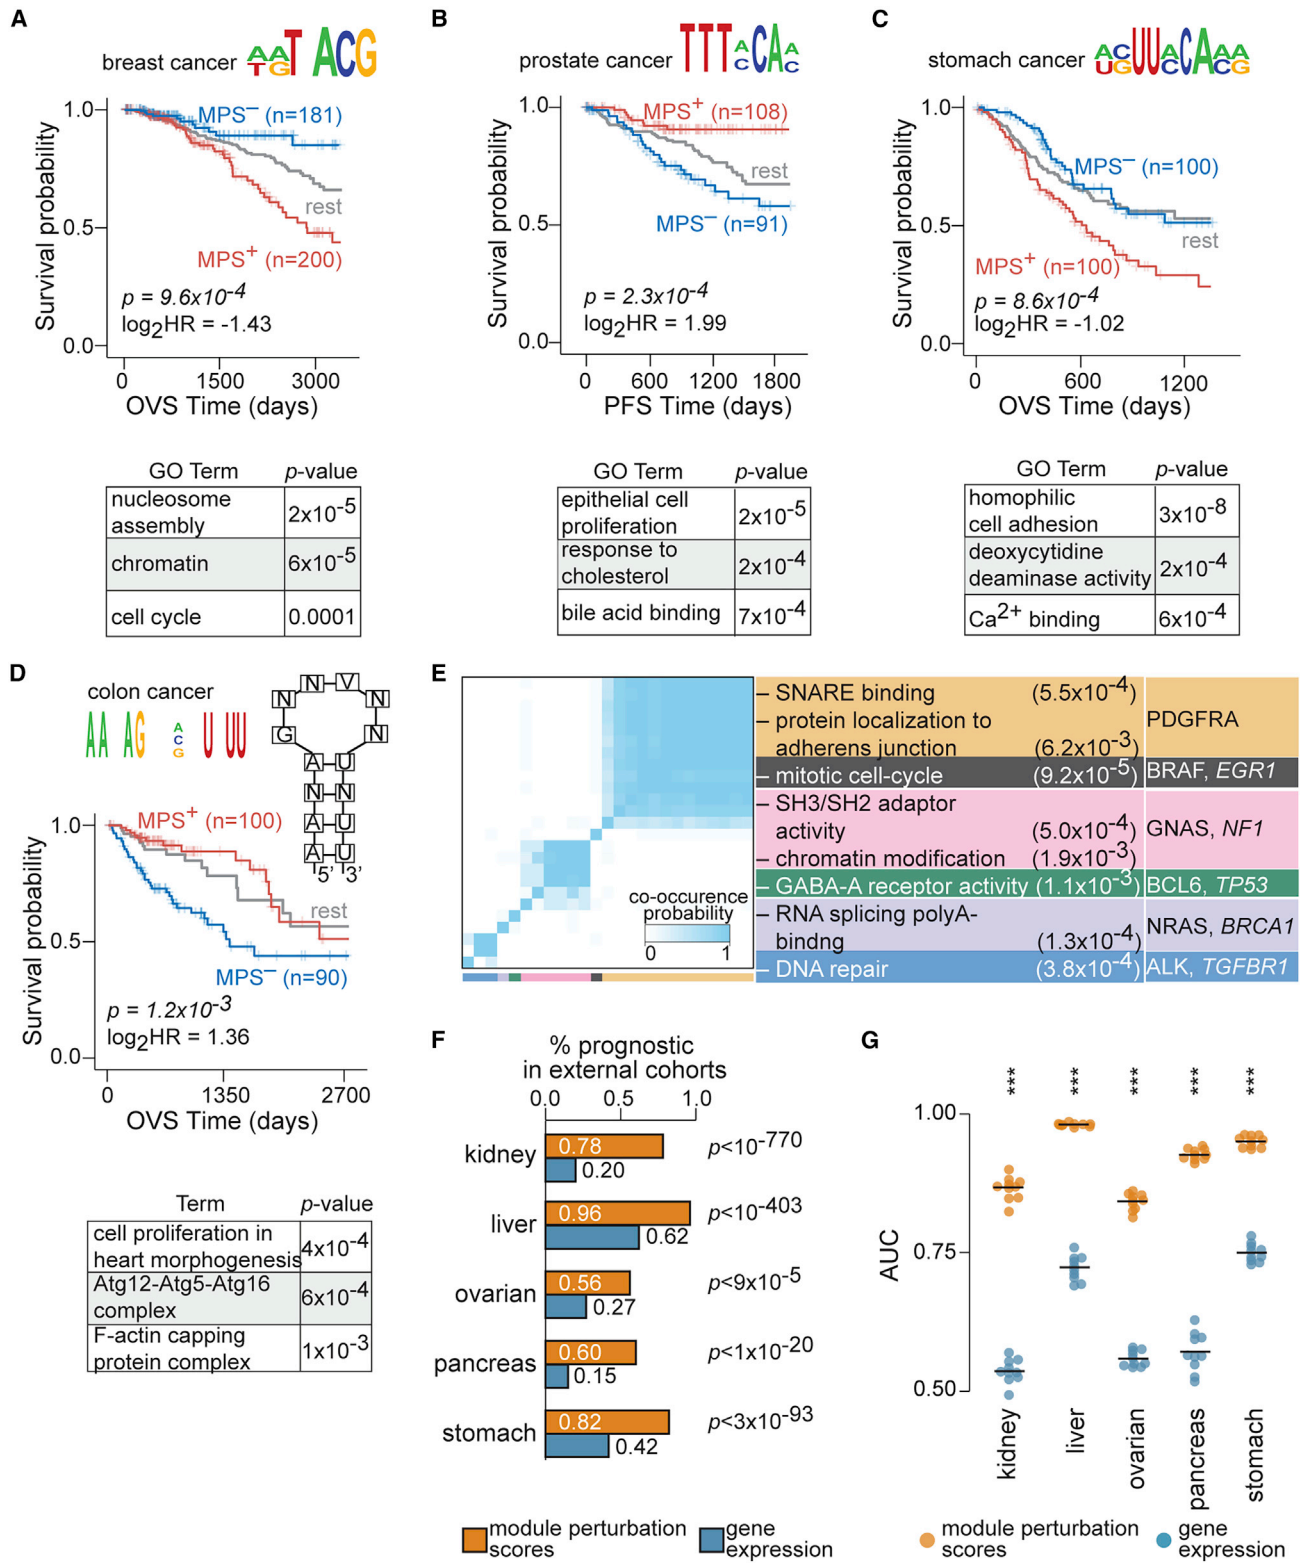 A
breast cancer
AATACG
TG
1.0
0.5
0.0
Survival probability
MPS– (n=181)
rest
MPS+ (n=200)
p = 9.6x10-4
log2HR = -1.43
0 1500 3000
OVS Time (days)
GO Term p-value
nucleosome assembly 2x10-5
chromatin 6x10-5
cell cycle 0.0001
B
prostate cancer
TTTACAA
CC
1.0
0.5
0.0
Survival probability
MPS+ (n=108)
rest
MPS– (n=91)
p = 2.3x10-4
log2HR = 1.99
0 600 1200 1800
PFS Time (days)
GO Term p-value
epithelial cell proliferation 2x10-5
response to cholesterol 2x10-4
bile acid binding 7x10-4
C
stomach cancer
ACUUACAAA
UGCCG
1.0
0.5
0.0
Survival probability
MPS– (n=100)
rest
MPS+ (n=100)
p = 8.6x10-4
log2HR = -1.02
0 600 1200
OVS Time (days)
GO Term p-value
homophilic cell adhesion 3x10-8
deoxycytidine deaminase activity 2x10-4
Ca2+ binding 6x10-4
D
colon cancer
AA AG A U UU
C
G
N N V N
G N
A U
N N
A U
A U
5' 3'
1.0
0.5
0.0
Survival probability
MPS+ (n=100)
rest
MPS– (n=90)
p = 1.2x10-3
log2HR = 1.36
0 1350 2700
OVS Time (days)
Term p-value
cell proliferation in heart morphogenesis 4x10-4
Atg12-Atg5-Atg16 complex 6x10-4
F-actin capping protein complex 1x10-3
E
co-occurence
probability
0 1
SNARE binding (5.5x10-4)
protein localization to
adherens junction (6.2x10-3)
PDGFRA
mitotic cell-cycle (9.2x10-5) BRAF, EGR1
SH3/SH2 adaptor
activity (5.0x10-4) GNAS, NF1
chromatin modification (1.9x10-3)
GABA-A receptor activity (1.1x10-3) BCL6, TP53
RNA splicing polyA-
bindng (1.3x10-4) NRAS, BRCA1
DNA repair (3.8x10-4) ALK, TGFBR1
F
% prognostic
in external cohorts
0.0 0.5 1.0
kidney 0.78 0.20 p<10-770
liver 0.96 0.62 p<10-403
ovarian 0.56 0.27 p<9x10-5
pancreas 0.60 0.15 p<1x10-20
stomach 0.82 0.42 p<3x10-93
module perturbation scores
gene expression
G
*** *** *** *** ***
1.00
0.75
0.50
AUC
kidney liver ovarian pancreas stomach
module perturbation scores
gene expression